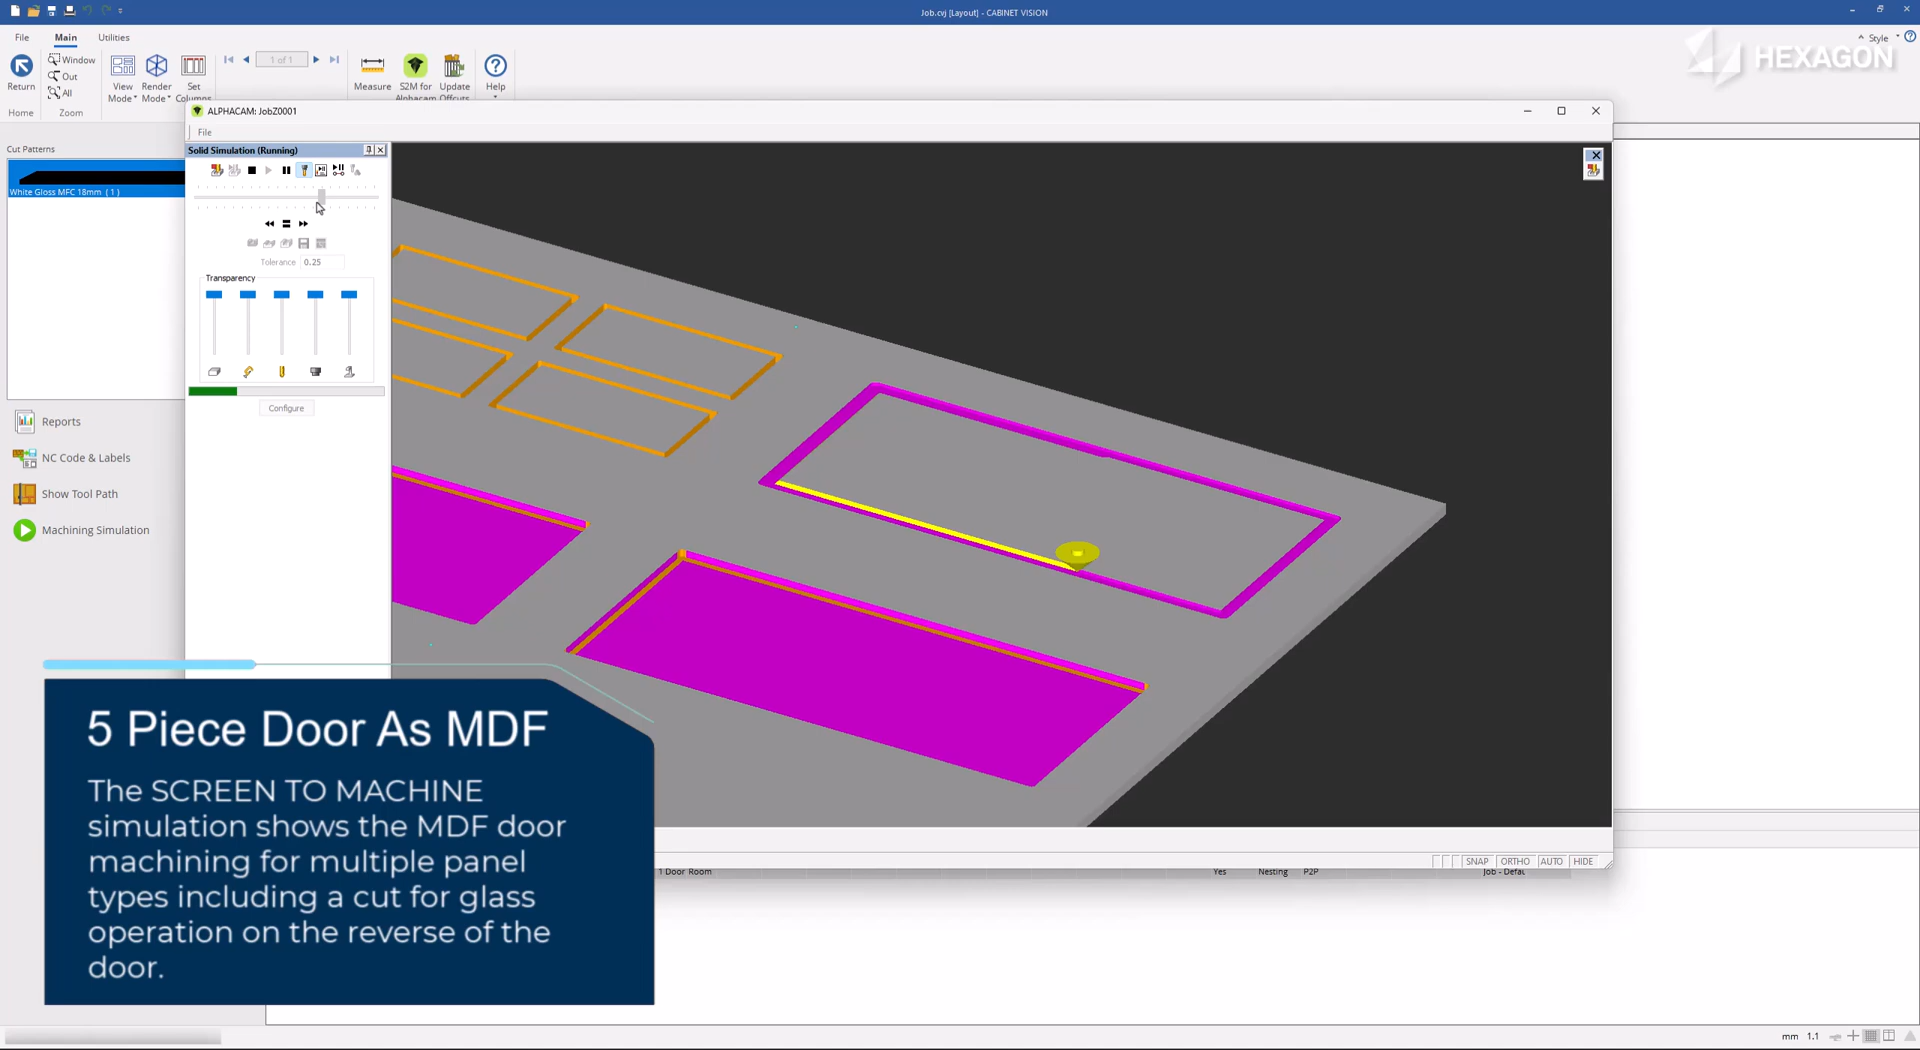 Job.cvj [Layout] - CABINET VISION
File
Main
Utilities
Style
HEXAGON
Window
Out
All
1 of 1
Return
View
Mode
Render
Mode
Set
Columns
Measure
S2M for
Alphacam
Update
Offcuts
Help
Home
Zoom
ALPHACAM: JobZ0001
File
Cut Patterns
Solid Simulation (Running)
White Gloss MFC 18mm ( 1 )
Tolerance 0.25
Transparency
Configure
Reports
NC Code & Labels
Show Tool Path
Machining Simulation
5 Piece Door As MDF
The SCREEN TO MACHINE
simulation shows the MDF door
machining for multiple panel
types including a cut for glass
operation on the reverse of the
door.
SNAP ORTHO AUTO HIDE
1 Door Room Yes Nesting P2P Job - Defau
mm 1.1